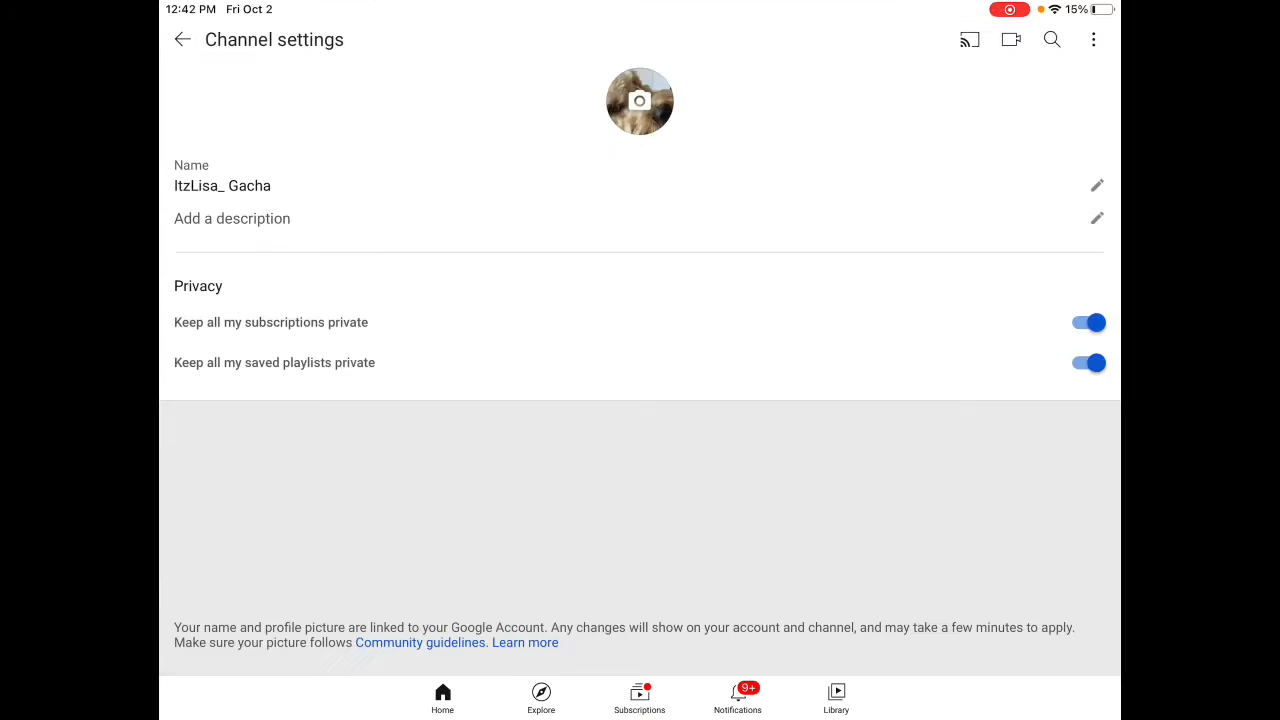 12:42 PM Fri Oct 2 15%
Channel settings
Name
ItzLisa_ Gacha
Add a description
Privacy
Keep all my subscriptions private
Keep all my saved playlists private
Your name and profile picture are linked to your Google Account. Any changes will show on your account and channel, and may take a few minutes to apply.
Make sure your picture follows Community guidelines. Learn more
9+
Home Explore Subscriptions Notifications Library